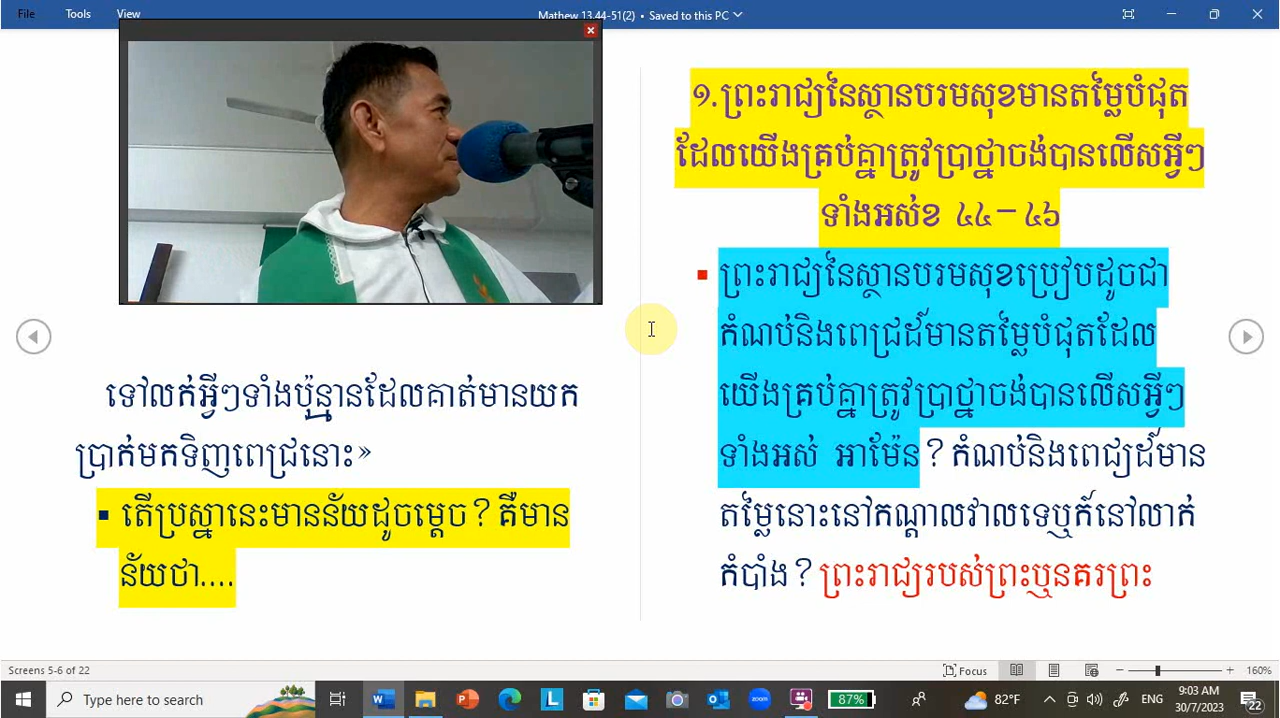 File Tools View
Mathew 13.44-51(2) • Saved to this PC
ទៅលក់អ្វីៗទាំងប៉ុន្មានដែលគាត់មានយក
ប្រាក់មកទិញពេជ្រនោះ»
▪ តើប្រស្នានេះមានន័យដូចម្តេច? គឺមាន
ន័យថា....
១.ព្រះរាជ្យនៃស្ថានបរមសុខមានតម្លៃបំផុត
ដែលយើងគ្រប់គ្នាត្រូវប្រាថ្នាចង់បានលើសអ្វីៗ
ទាំងអស់ខ ៤៤-៤៦
▪ ព្រះរាជ្យនៃស្ថានបរមសុខប្រៀបដូចជា
កំណប់និងពេជ្រដ៍មានតម្លៃបំផុតដែល
យើងគ្រប់គ្នាត្រូវប្រាថ្នាចង់បានលើសអ្វីៗ
ទាំងអស់ អាម៉ែន? កំណប់និងពេជ្យដ៍មាន
តម្លៃនោះនៅកណ្តាលវាលទេឬក៍នៅលាក់
កំបាំង? ព្រះរាជ្យរបស់ព្រះឬនគរព្រះ
Screens 5-6 of 22
Focus
160%
Type here to search
87%
82°F
ENG
9:03 AM
30/7/2023
22